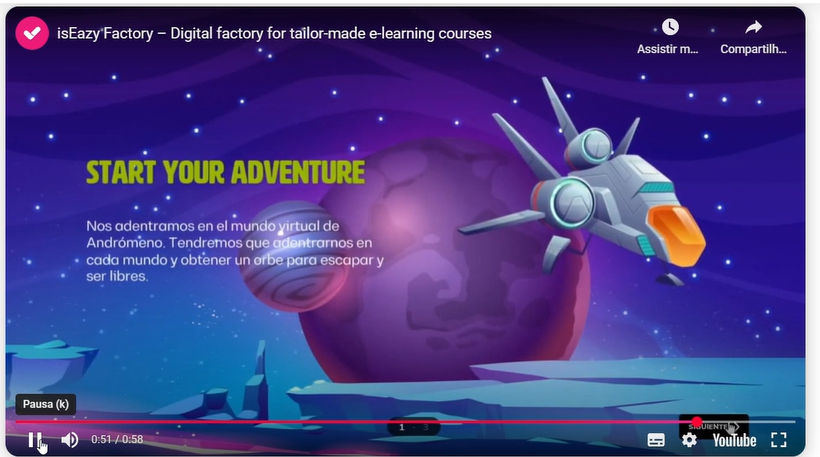 isEazy Factory – Digital factory for tailor-made e-learning courses
Assistir m...
Compartilh...
START YOUR ADVENTURE
Nos adentramos en el mundo virtual de
Andrómeno. Tendremos que adentrarnos en
cada mundo y obtener un orbe para escapar y
ser libres.
Pausa (k)
1 3
SIGUIENTE
0:51 / 0:58
YouTube